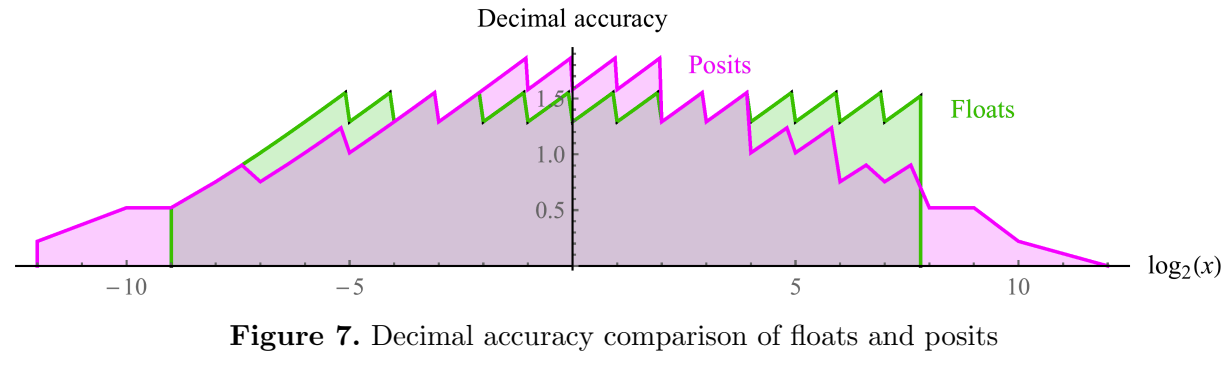 Decimal accuracy
Posits
Floats
1.5
1.0
0.5
−10 −5 5 10
log₂(x)
Figure 7. Decimal accuracy comparison of floats and posits